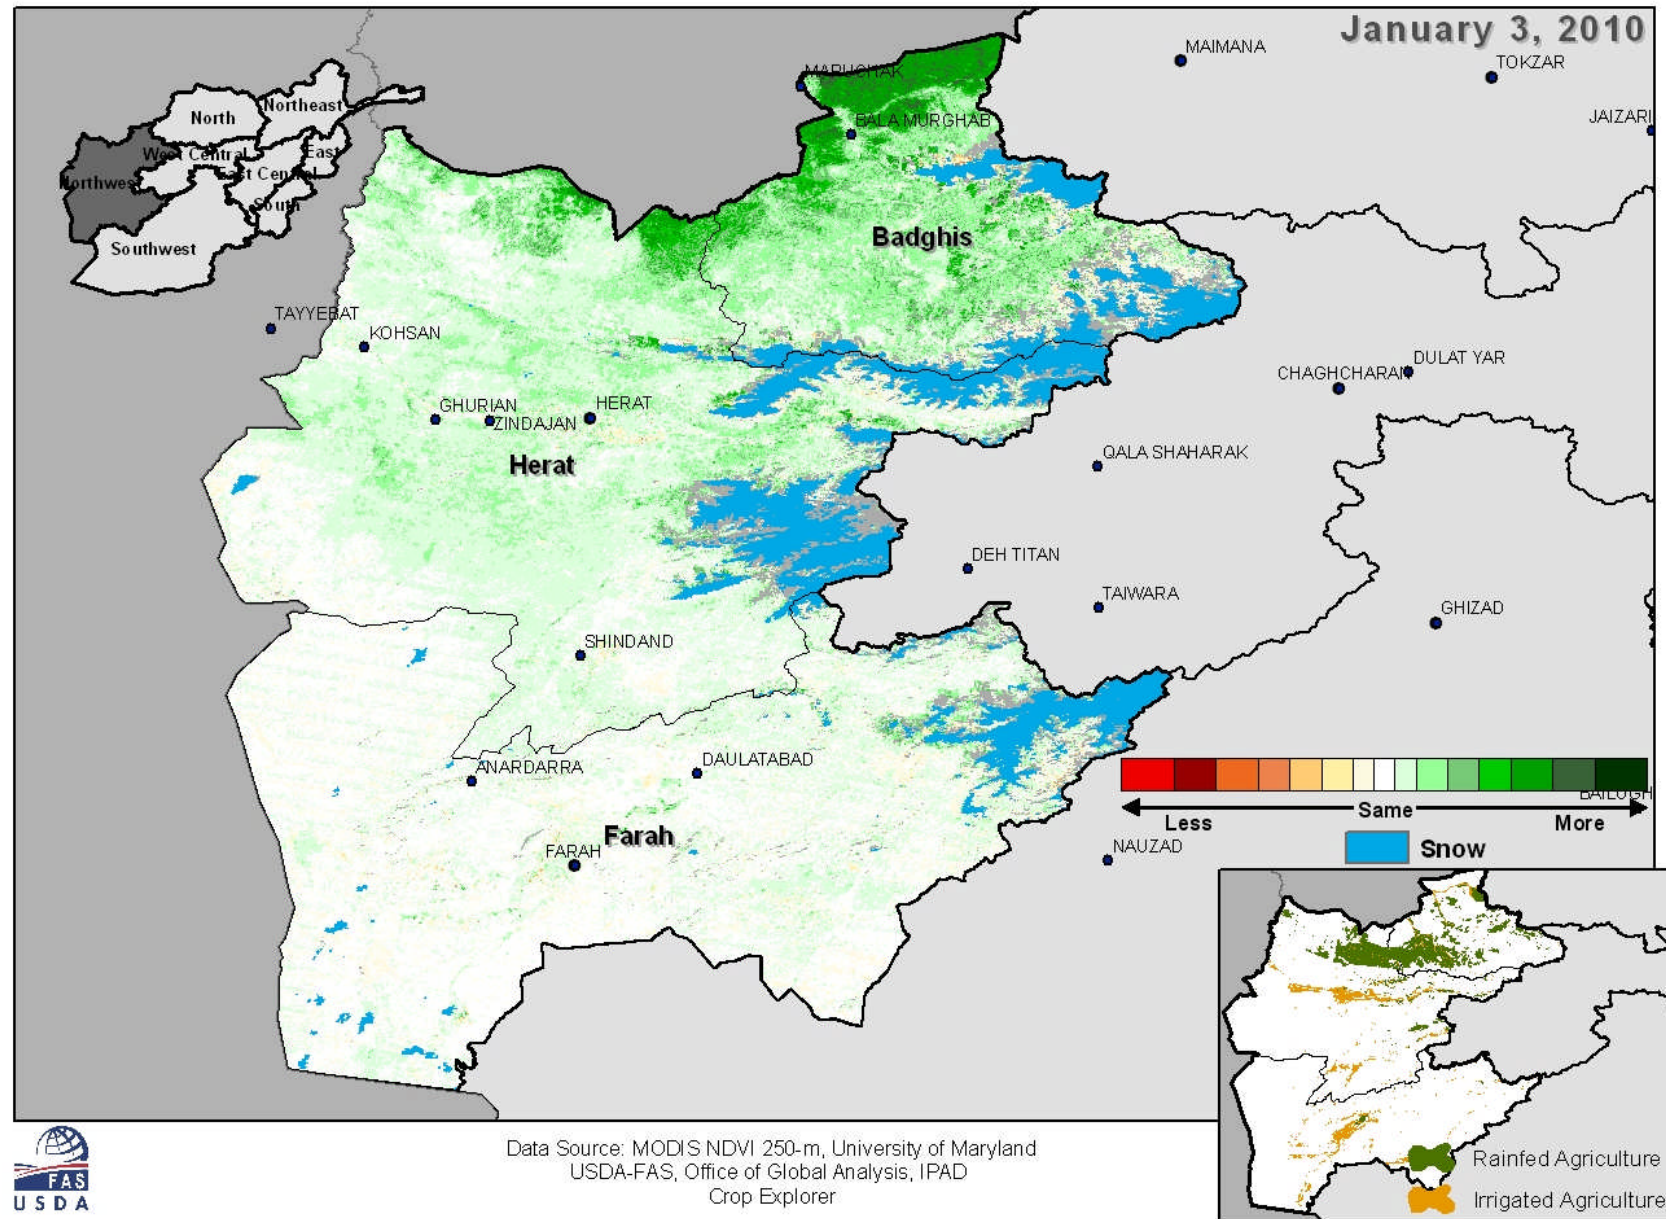 January 3, 2010
MAIMANA
TOKZAR
MARUCHAK
JAIZARI
BALA MURGHAB
North
Northeast
West Central
East
East Central
Northwest
South
Southwest
Badghis
TAYYEBAT
KOHSAN
DULAT YAR
CHAGHCHARAN
GHURIAN
HERAT
ZINDAJAN
Herat
QALA SHAHARAK
DEH TITAN
TAIWARA
GHIZAD
SHINDAND
ANARDARRA
DAULATABAD
Farah
FARAH
NAUZAD
Same
Less
More
Snow
Rainfed Agriculture
Irrigated Agriculture
FAS
USDA
Data Source: MODIS NDVI 250-m, University of Maryland
USDA-FAS, Office of Global Analysis, IPAD
Crop Explorer